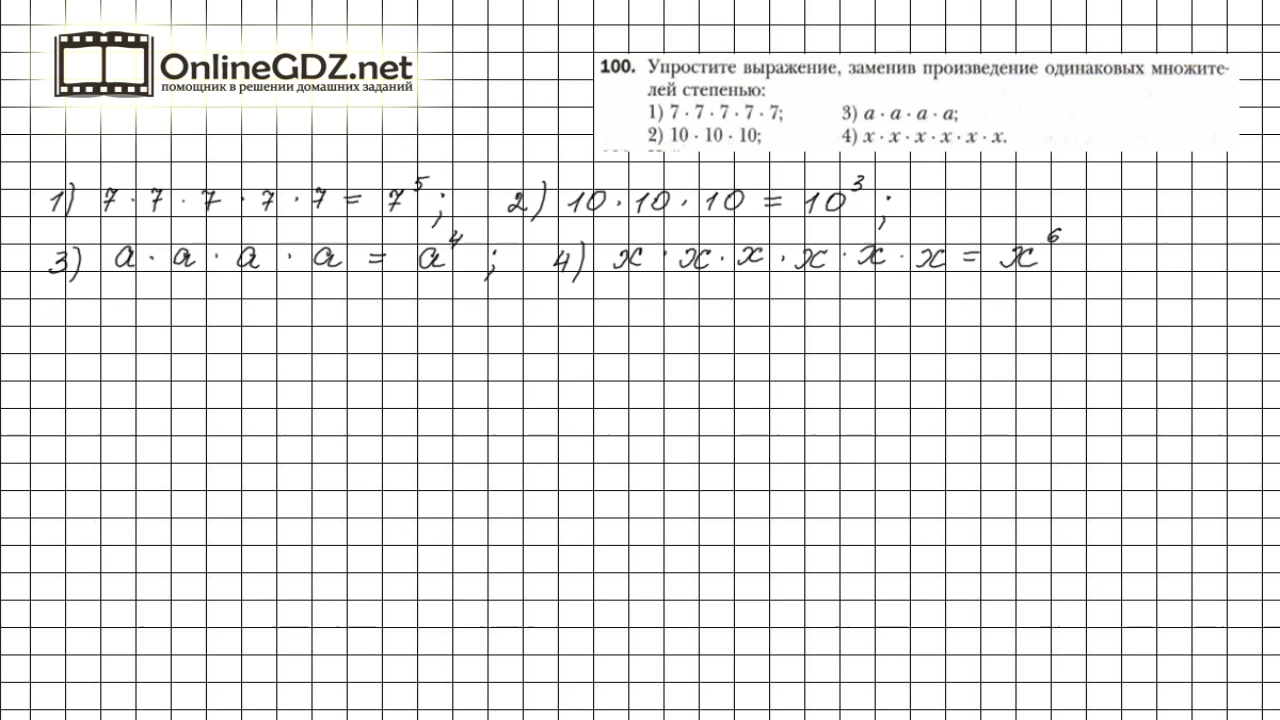 OnlineGDZ.net
помощник в решении домашних заданий
100. Упростите выражение, заменив произведение одинаковых множите-
лей степенью:
1) 7 · 7 · 7 · 7 · 7; 3) a · a · a · a;
2) 10 · 10 · 10; 4) x · x · x · x · x · x.
1) 7 · 7 · 7 · 7 · 7 = 7⁵ ; 2) 10 · 10 · 10 = 10³ ;
3) a · a · a · a = a⁴ ; 4) x · x · x · x · x · x = x⁶